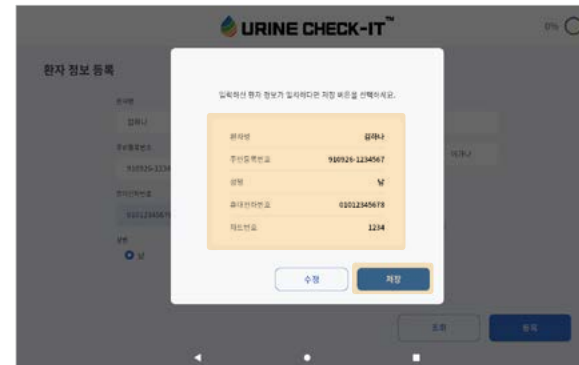 URINE CHECK-IT™
0%
환자 정보 등록
환자명
김하나
주민등록번호
910926-1234
휴대전화번호
01012345678
성별
남
입력하신 환자 정보가 일치하다면 저장 버튼을 선택하세요.
환자명 김하나
주민등록번호 910926-1234567
성별 남
휴대전화번호 01012345678
차트번호 1234
수정
저장
조회
등록